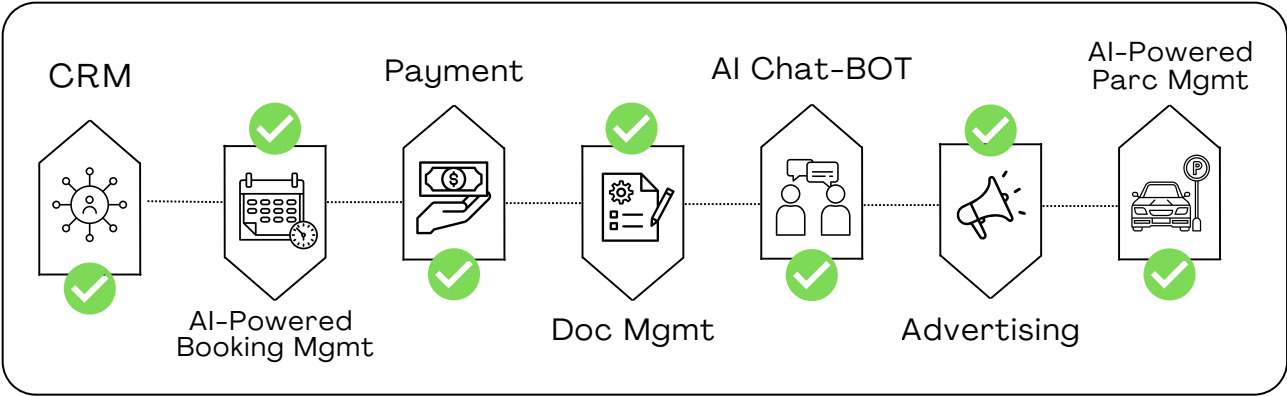 CRM
AI-Powered
Booking Mgmt
Payment
$
Doc Mgmt
AI Chat-BOT
Advertising
AI-Powered
Parc Mgmt
P